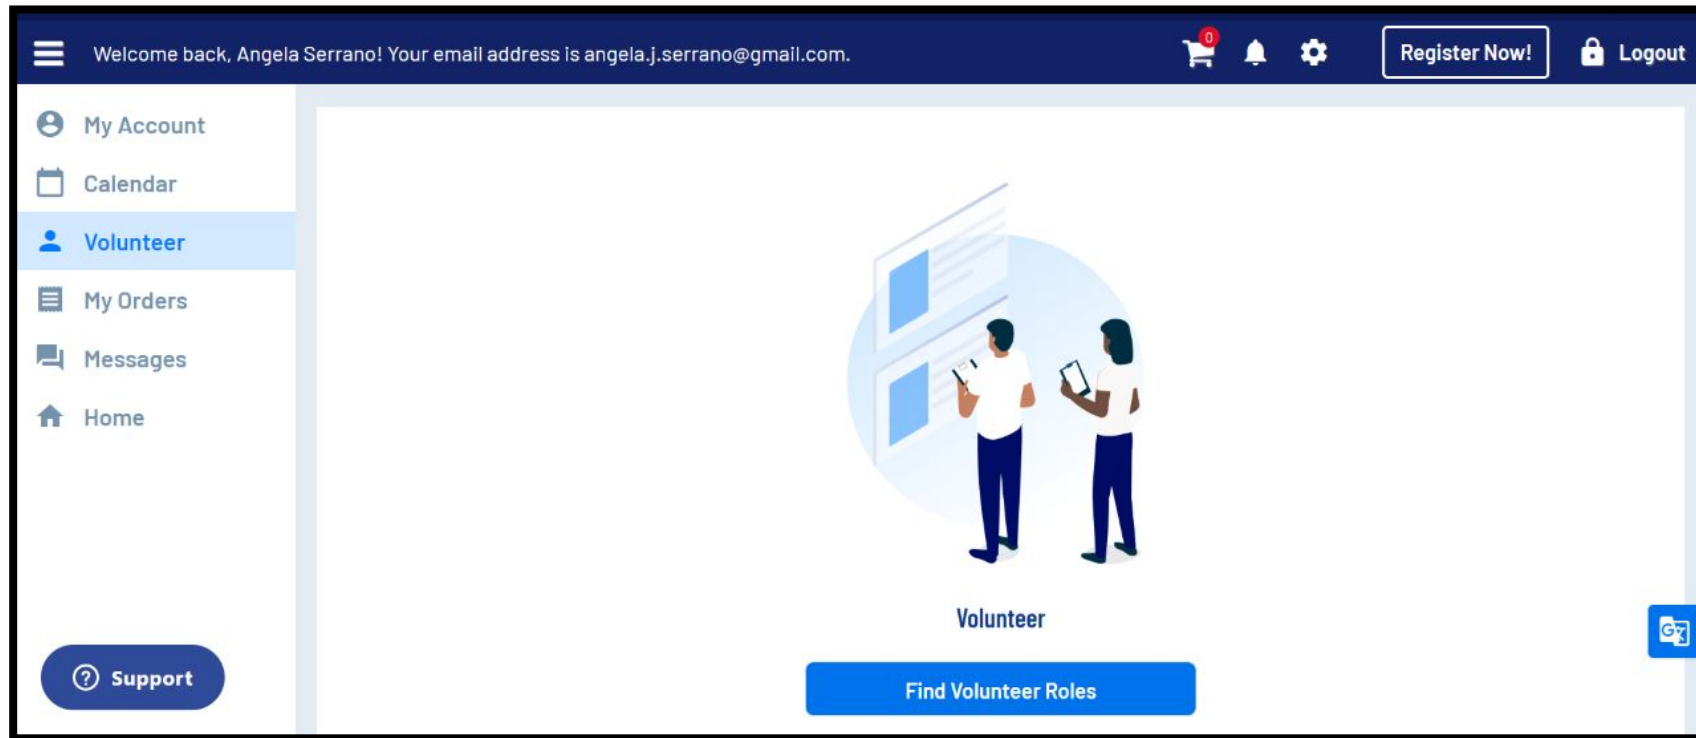 Welcome back, Angela Serrano! Your email address is angela.j.serrano@gmail.com.
0
Register Now!
Logout
My Account
Calendar
Volunteer
My Orders
Messages
Home
Volunteer
Find Volunteer Roles
Support
G